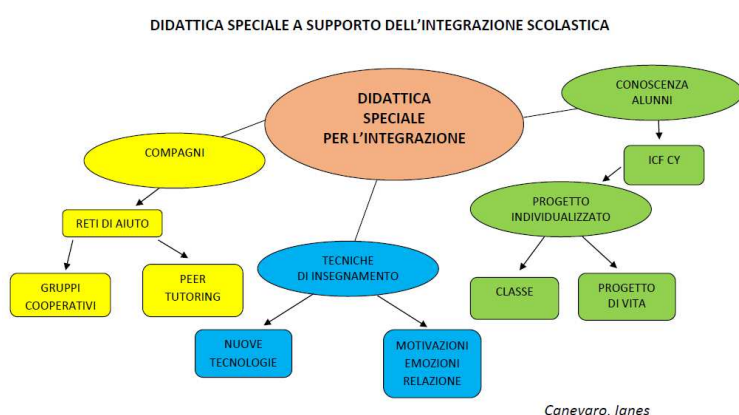 DIDATTICA SPECIALE A SUPPORTO DELL'INTEGRAZIONE SCOLASTICA
DIDATTICA
SPECIALE
PER L'INTEGRAZIONE
CONOSCENZA
ALUNNI
COMPAGNI
ICF CY
PROGETTO
INDIVIDUALIZZATO
RETI DI AIUTO
TECNICHE
DI INSEGNAMENTO
GRUPPI
COOPERATIVI
PEER
TUTORING
CLASSE
PROGETTO
DI VITA
NUOVE
TECNOLOGIE
MOTIVAZIONI
EMOZIONI
RELAZIONE
Canevaro, Ianes